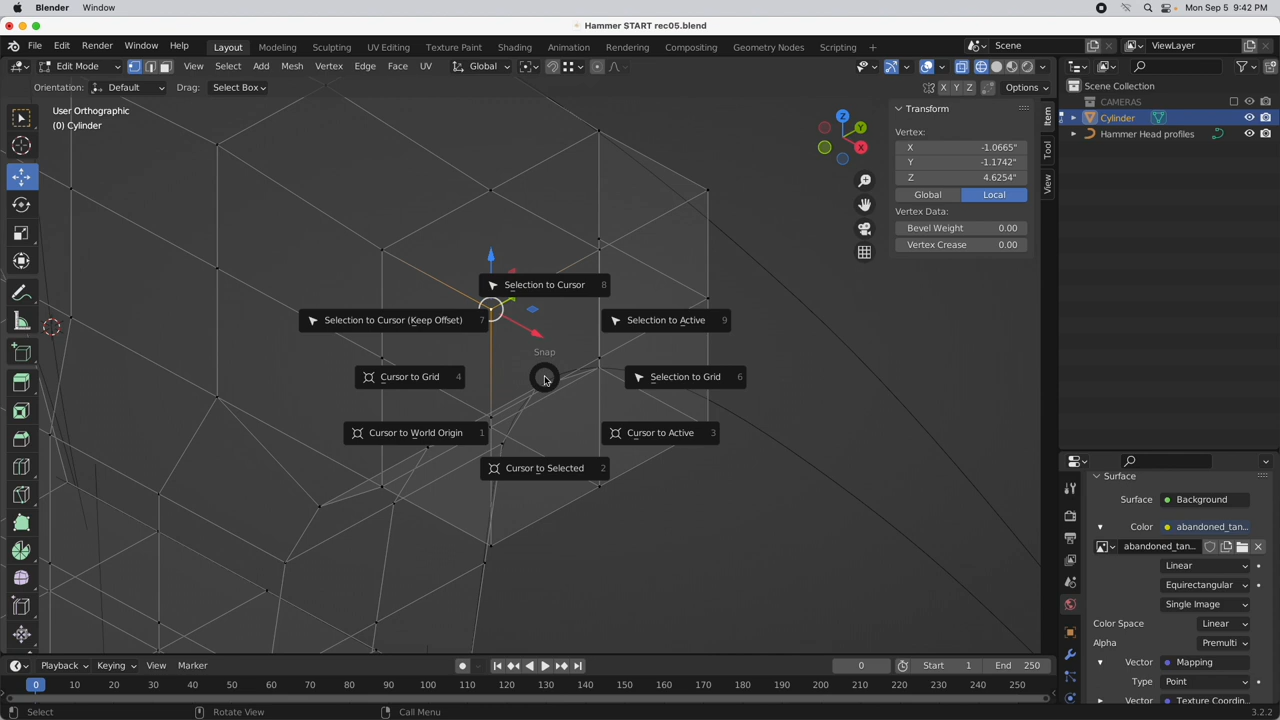 Blender Window Mon Sep 5 9:42 PM
Hammer START rec05.blend
File Edit Render Window Help Layout Modeling Sculpting UV Editing Texture Paint Shading Animation Rendering Compositing Geometry Nodes Scripting + Scene ViewLayer
Edit Mode View Select Add Mesh Vertex Edge Face UV Global
Orientation: Default Drag: Select Box X Y Z Options
User Orthographic
(0) Cylinder
Z
Y
X
Transform
Vertex:
X -1.0665"
Y -1.1742"
Z 4.6254"
Global Local
Vertex Data:
Bevel Weight 0.00
Vertex Crease 0.00
Item
Tool
View
Scene Collection
CAMERAS
Cylinder
Hammer Head profiles
Selection to Cursor 8
Selection to Cursor (Keep Offset) 7
Selection to Active 9
Snap
Cursor to Grid 4
Selection to Grid 6
Cursor to World Origin 1
Cursor to Active 3
Cursor to Selected 2
Surface
Surface Background
Color abandoned_tan...
abandoned_tan...
Linear
Equirectangular
Single Image
Color Space Linear
Alpha Premulti
Vector Mapping
Type Point
Vector Texture Coordin...
Playback Keying View Marker 0 Start 1 End 250
0 10 20 30 40 50 60 70 80 90 100 110 120 130 140 150 160 170 180 190 200 210 220 230 240 250
Select Rotate View Call Menu 3.2.2